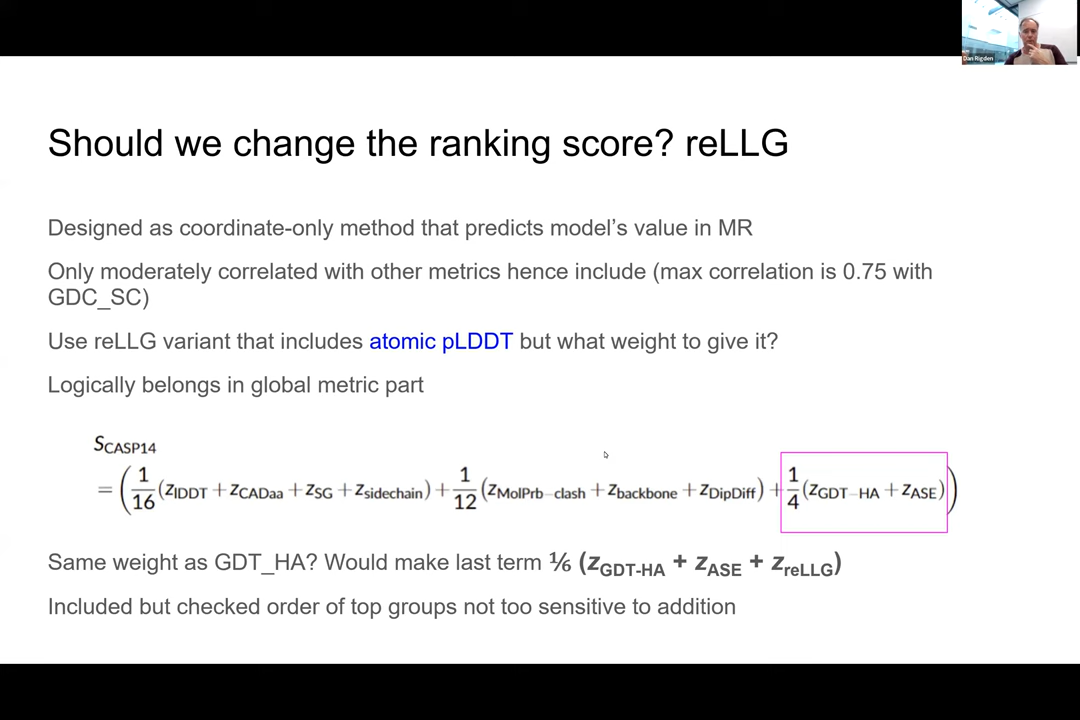 Dan Rigden
Should we change the ranking score? reLLG
Designed as coordinate-only method that predicts model's value in MR
Only moderately correlated with other metrics hence include (max correlation is 0.75 with
GDC_SC)
Use reLLG variant that includes atomic pLDDT but what weight to give it?
Logically belongs in global metric part
S_CASP14
= (1/16 (z_lDDT + z_CADaa + z_SG + z_sidechain) + 1/12 (z_MolPrb-clash + z_backbone + z_DipDiff) + 1/4 (z_GDT-HA + z_ASE))
Same weight as GDT_HA? Would make last term ⅙ (z_GDT-HA + z_ASE + z_reLLG)
Included but checked order of top groups not too sensitive to addition